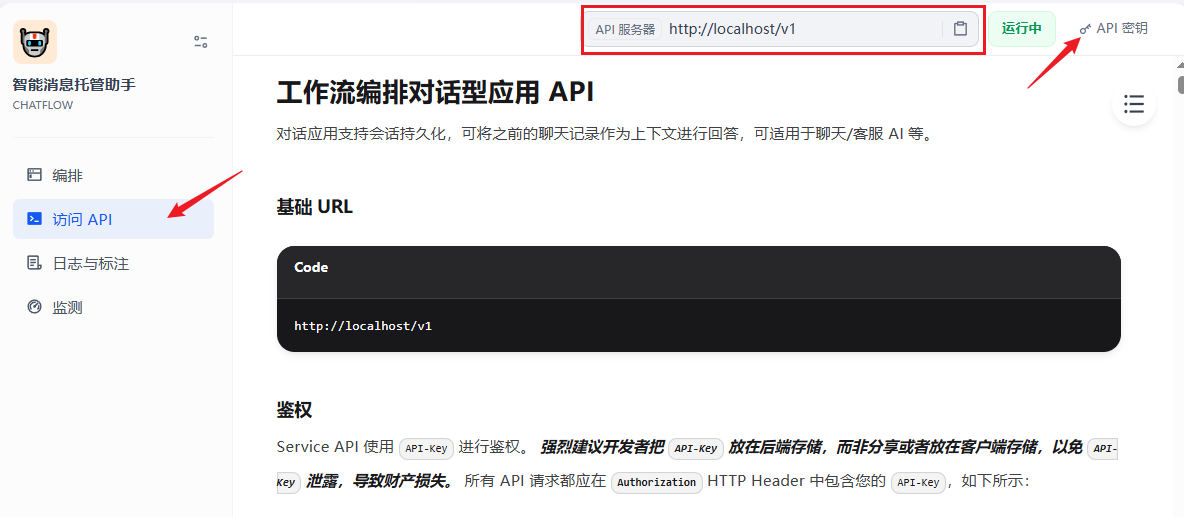 API 服务器 http://localhost/v1 运行中 API 密钥
智能消息托管助手
CHATFLOW
编排
访问 API
日志与标注
监测
工作流编排对话型应用 API
对话应用支持会话持久化，可将之前的聊天记录作为上下文进行回答，可适用于聊天/客服 AI 等。
基础 URL
Code
http://localhost/v1
鉴权
Service API 使用 API-Key 进行鉴权。 强烈建议开发者把 API-Key 放在后端存储，而非分享或者放在客户端存储，以免 API-
Key 泄露，导致财产损失。 所有 API 请求都应在 Authorization HTTP Header 中包含您的 API-Key，如下所示：